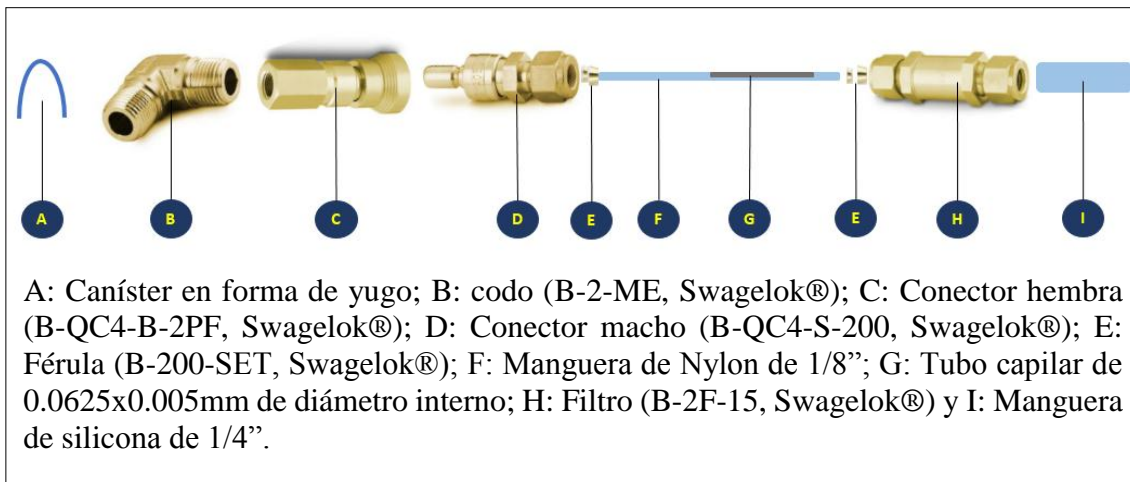 A B C D E F G E H I
A: Caníster en forma de yugo; B: codo (B-2-ME, Swagelok®); C: Conector hembra
(B-QC4-B-2PF, Swagelok®); D: Conector macho (B-QC4-S-200, Swagelok®); E:
Férula (B-200-SET, Swagelok®); F: Manguera de Nylon de 1/8”; G: Tubo capilar de
0.0625x0.005mm de diámetro interno; H: Filtro (B-2F-15, Swagelok®) y I: Manguera
de silicona de 1/4”.